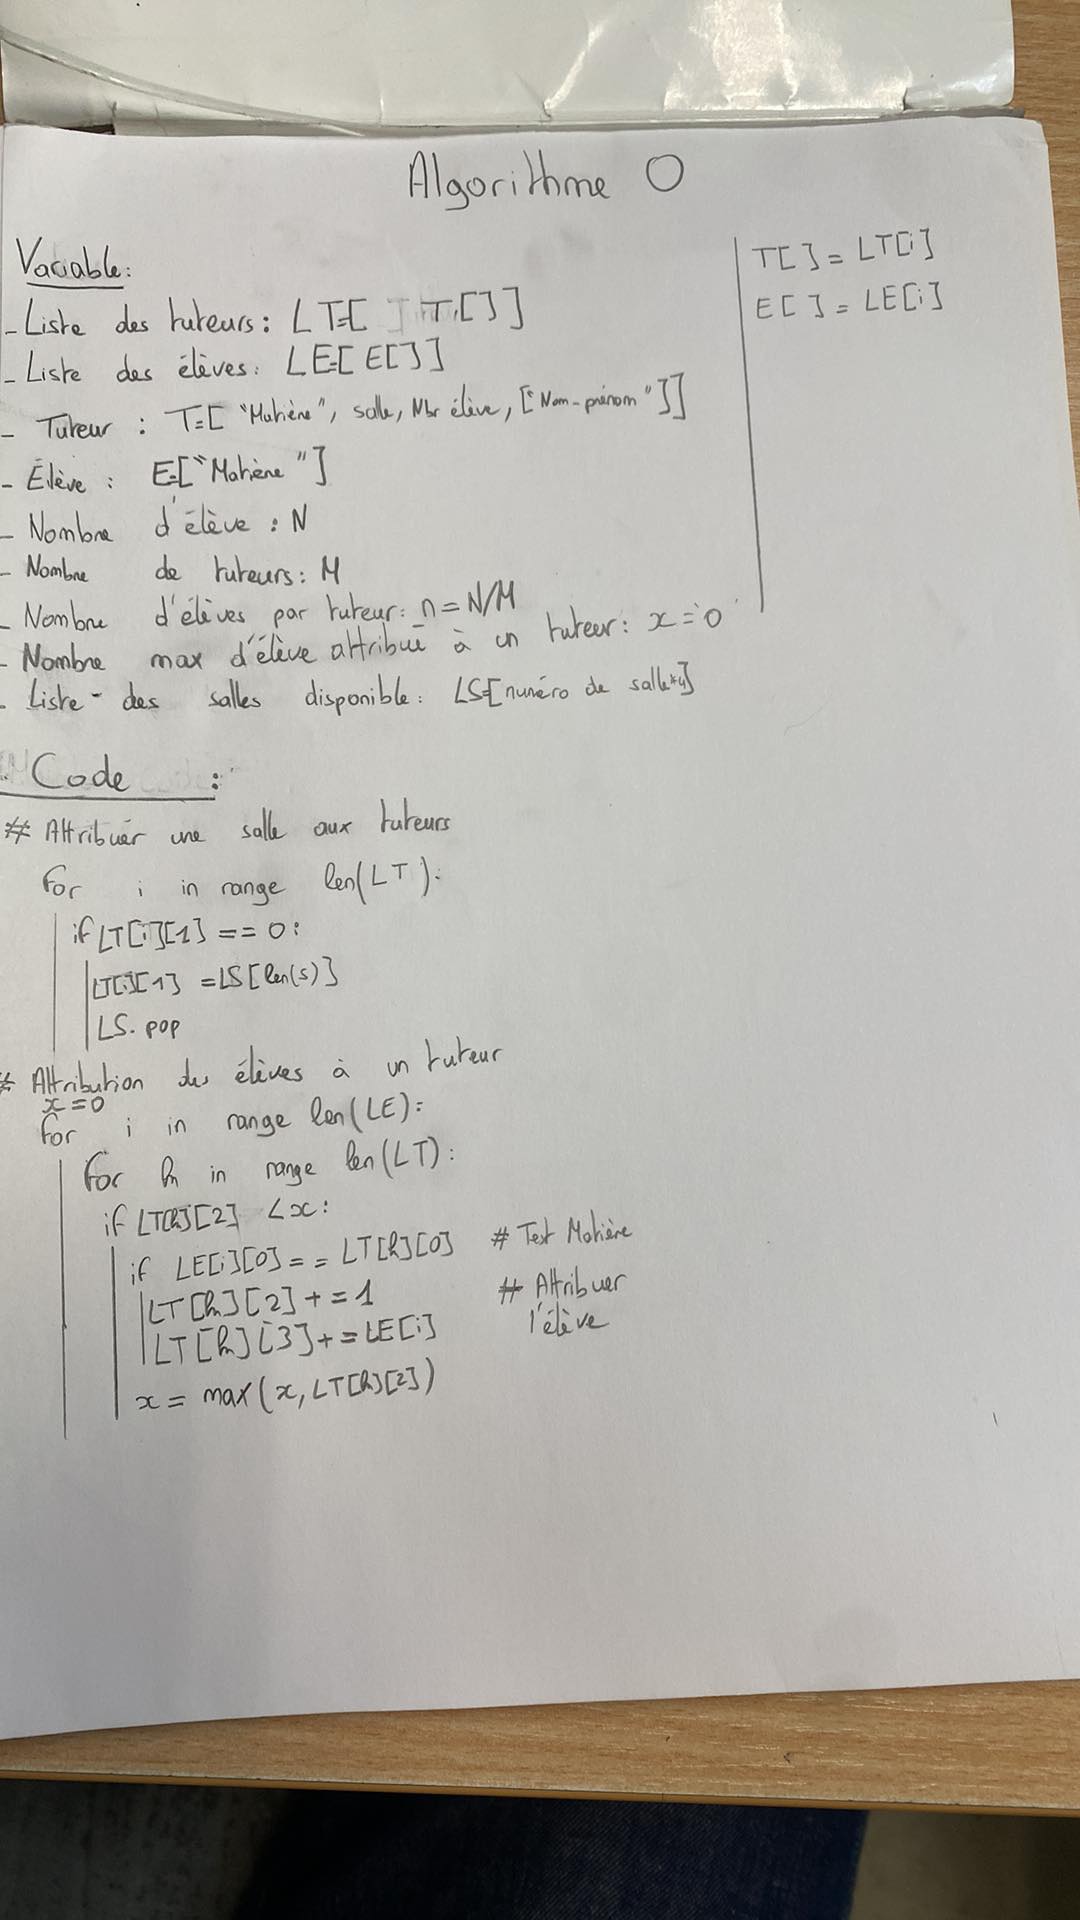 Algorithme 0
Variable:
- Liste des tuteurs: LT=[ T[]]
- Liste des élèves: LE=[E[]]
- Tuteur : T=["Matière", salle, Nbr élève, ["Nom-prénom"]]
- Élève : E=["Matière"]
- Nombre d'élève : N
- Nombre de tuteurs: M
- Nombre d'élèves par tuteur: n = N/M
- Nombre max d'élève attribué à un tuteur: x = 0
- Liste des salles disponible: LS=[numéro de salle*4]
T[] = LT[i]
E[] = LE[i]
Code :
# Attribuer une salle aux tuteurs
for i in range len(LT):
if LT[i][1] == 0:
LT[i][1] = LS[len(s)]
LS.pop
# Attribution des élèves à un tuteur
x = 0
for i in range len(LE):
for h in range len(LT):
if LT[h][2] < x:
if LE[i][0] == LT[h][0] # Test Matière
LT[h][2] += 1 # Attribuer
LT[h][3] += LE[i] l'élève
x = max(x, LT[h][2])